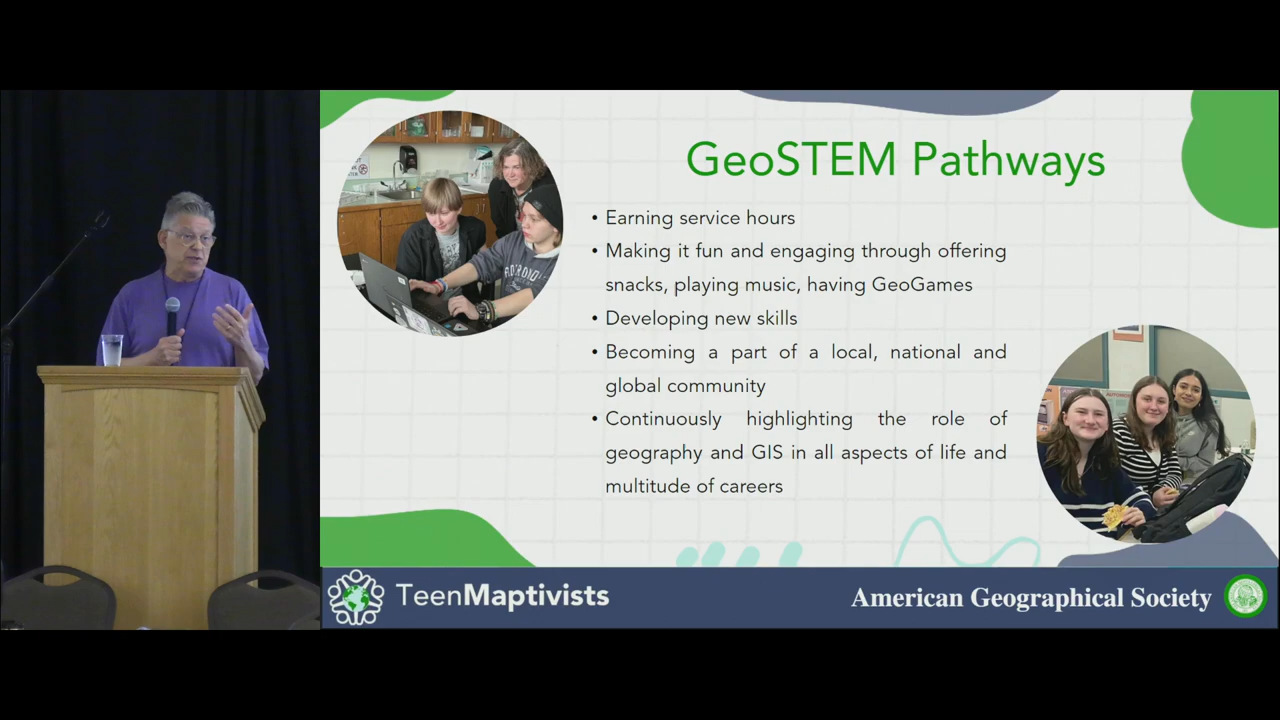 GeoSTEM Pathways
• Earning service hours
• Making it fun and engaging through offering
snacks, playing music, having GeoGames
• Developing new skills
• Becoming a part of a local, national and
global community
• Continuously highlighting the role of
geography and GIS in all aspects of life and
multitude of careers
TeenMaptivists
American Geographical Society